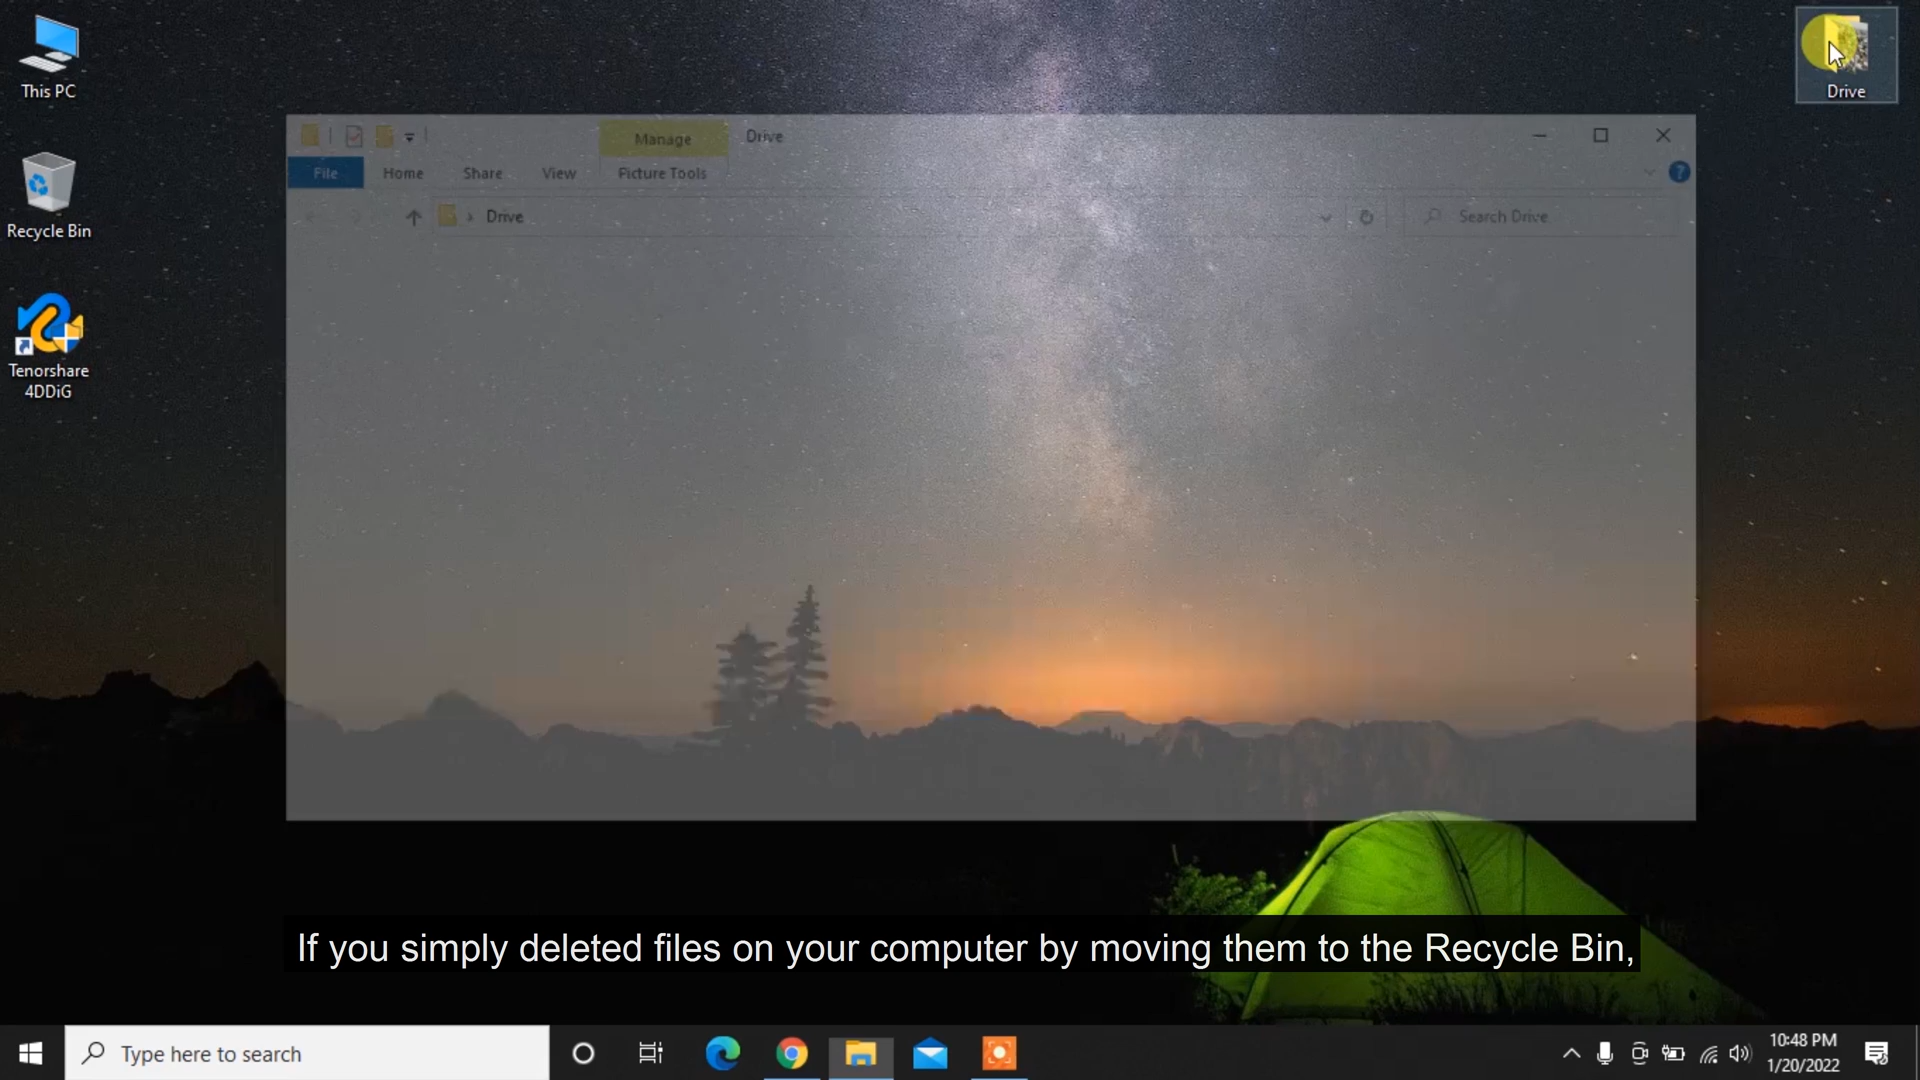 This PC
Recycle Bin
Tenorshare
4DDiG
Drive
Manage
Drive
File
Home
Share
View
Picture Tools
Drive
Search Drive
If you simply deleted files on your computer by moving them to the Recycle Bin,
Type here to search
10:48 PM
1/20/2022